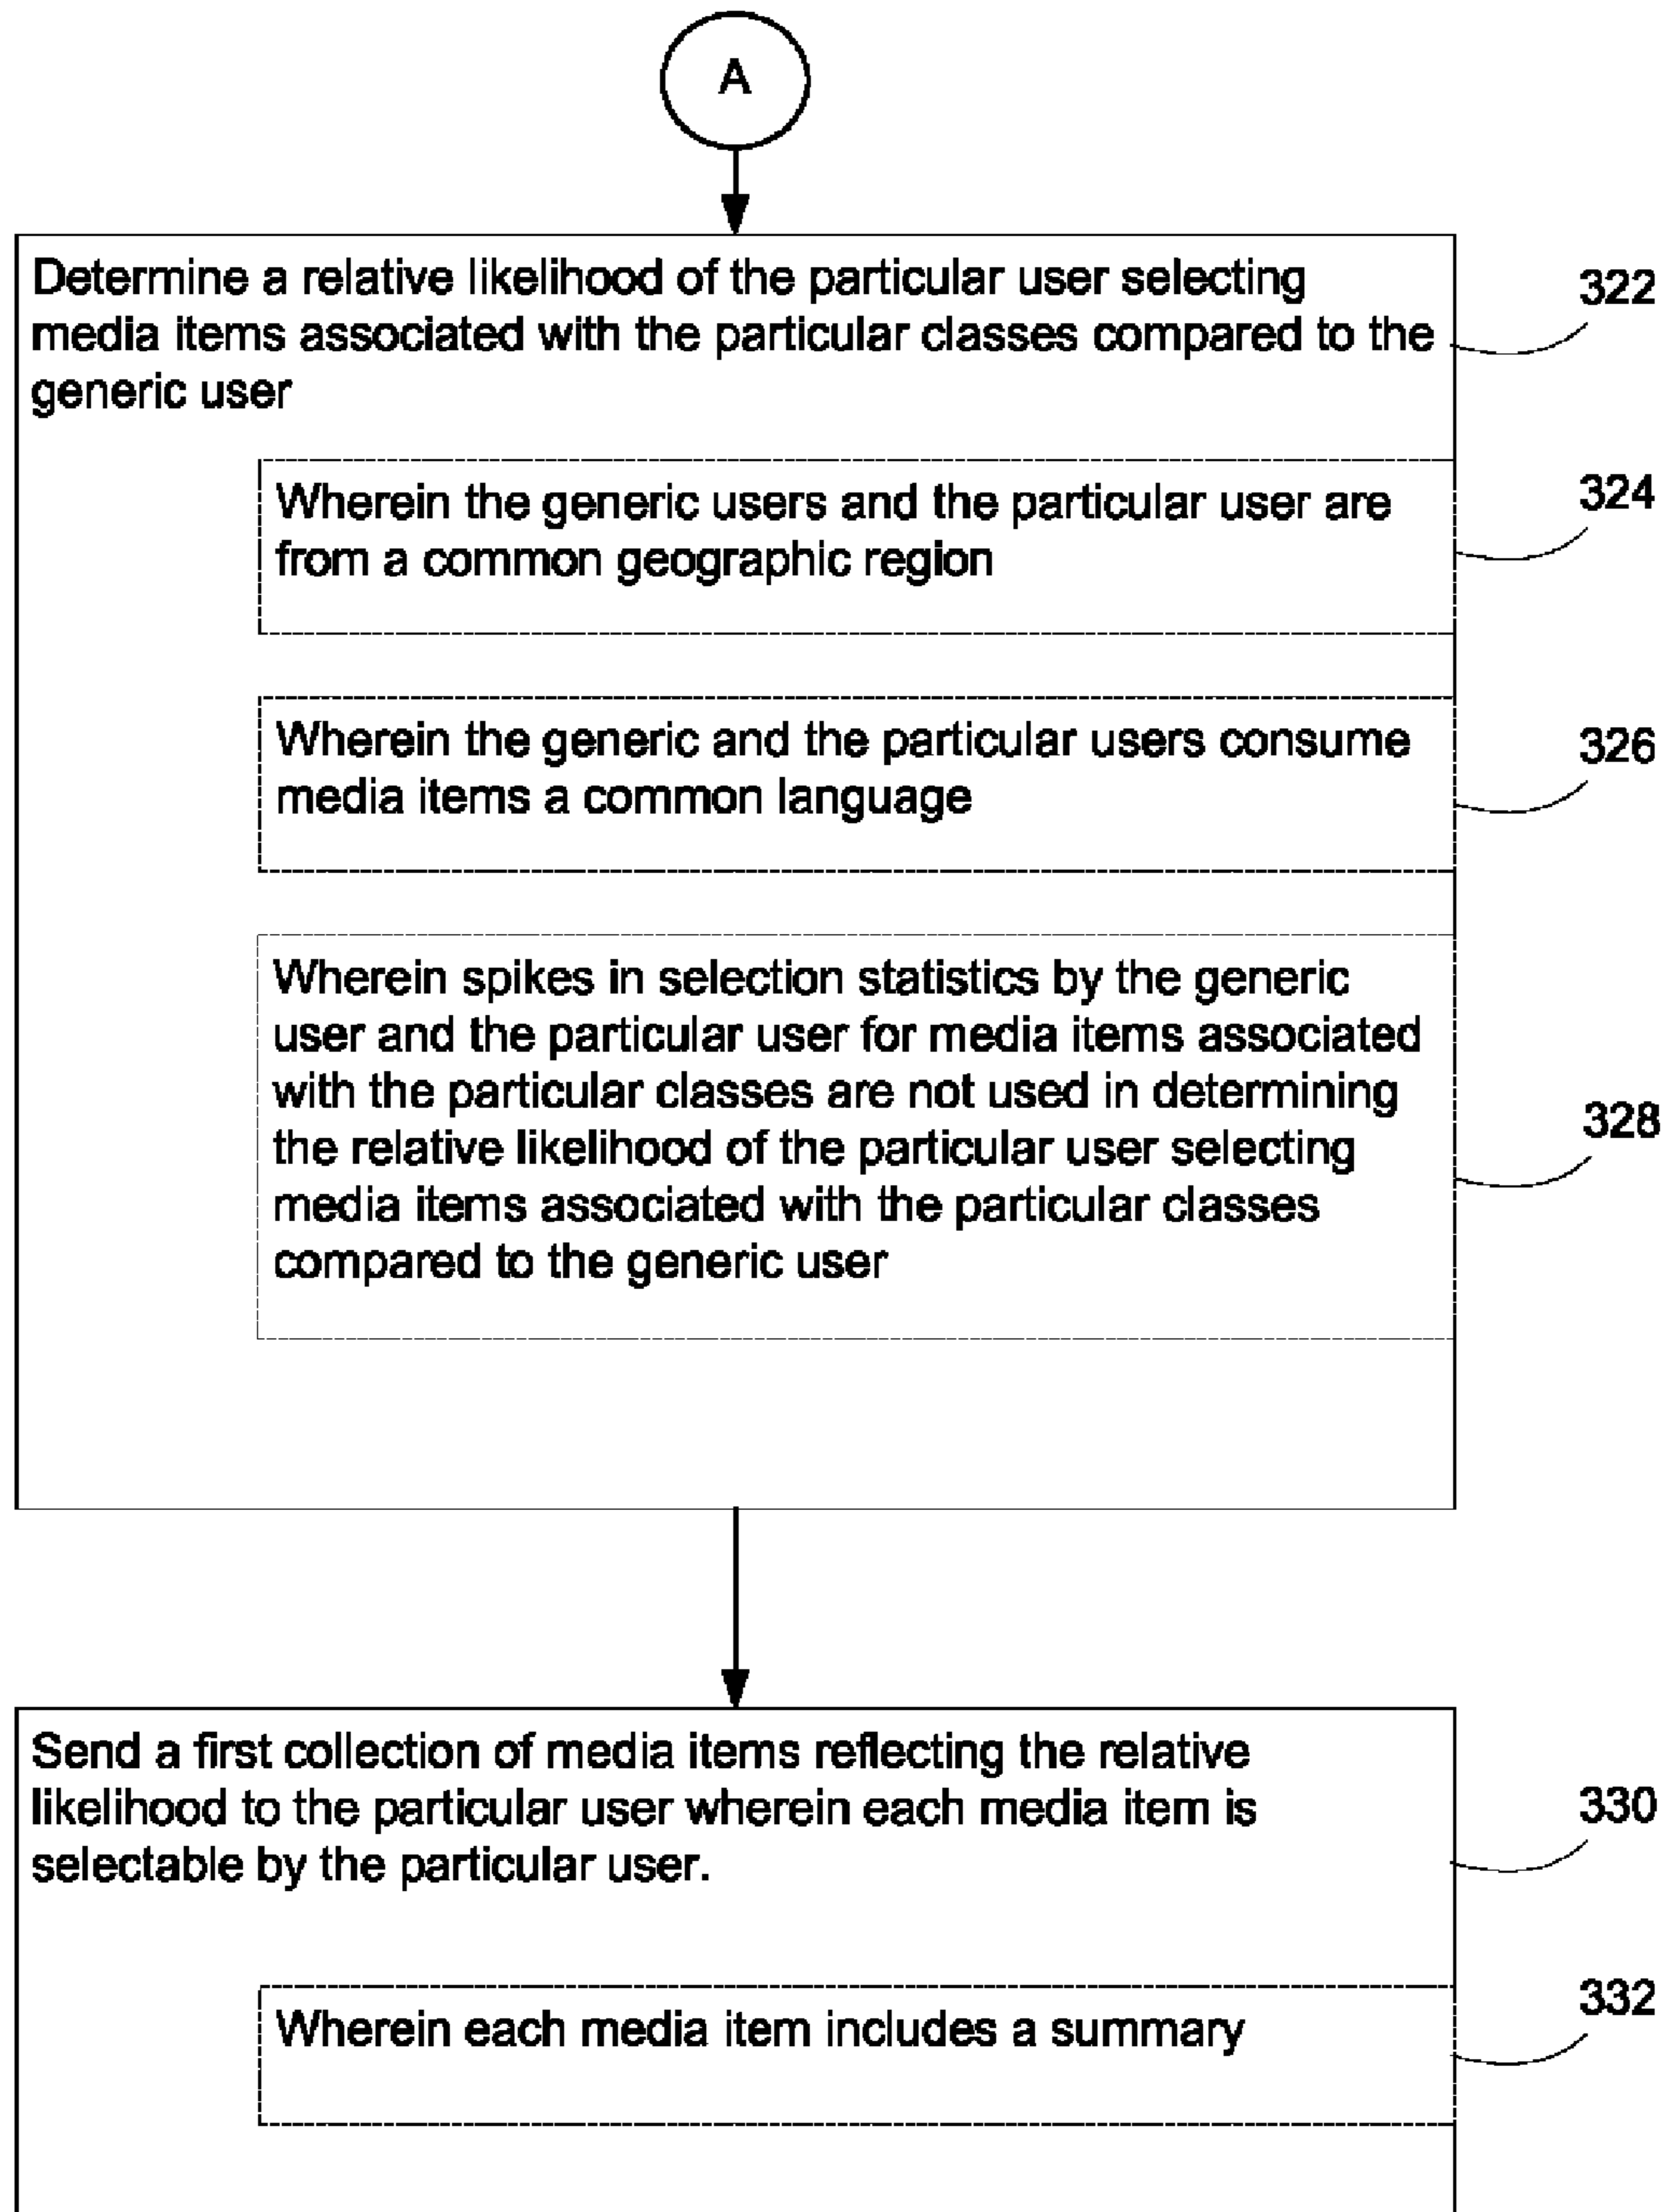 A
Determine a relative likelihood of the particular user selecting
media items associated with the particular classes compared to the
generic user
322
Wherein the generic users and the particular user are
from a common geographic region
324
Wherein the generic and the particular users consume
media items a common language
326
Wherein spikes in selection statistics by the generic
user and the particular user for media items associated
with the particular classes are not used in determining
the relative likelihood of the particular user selecting
media items associated with the particular classes
compared to the generic user
328
Send a first collection of media items reflecting the relative
likelihood to the particular user wherein each media item is
selectable by the particular user.
330
Wherein each media item includes a summary
332